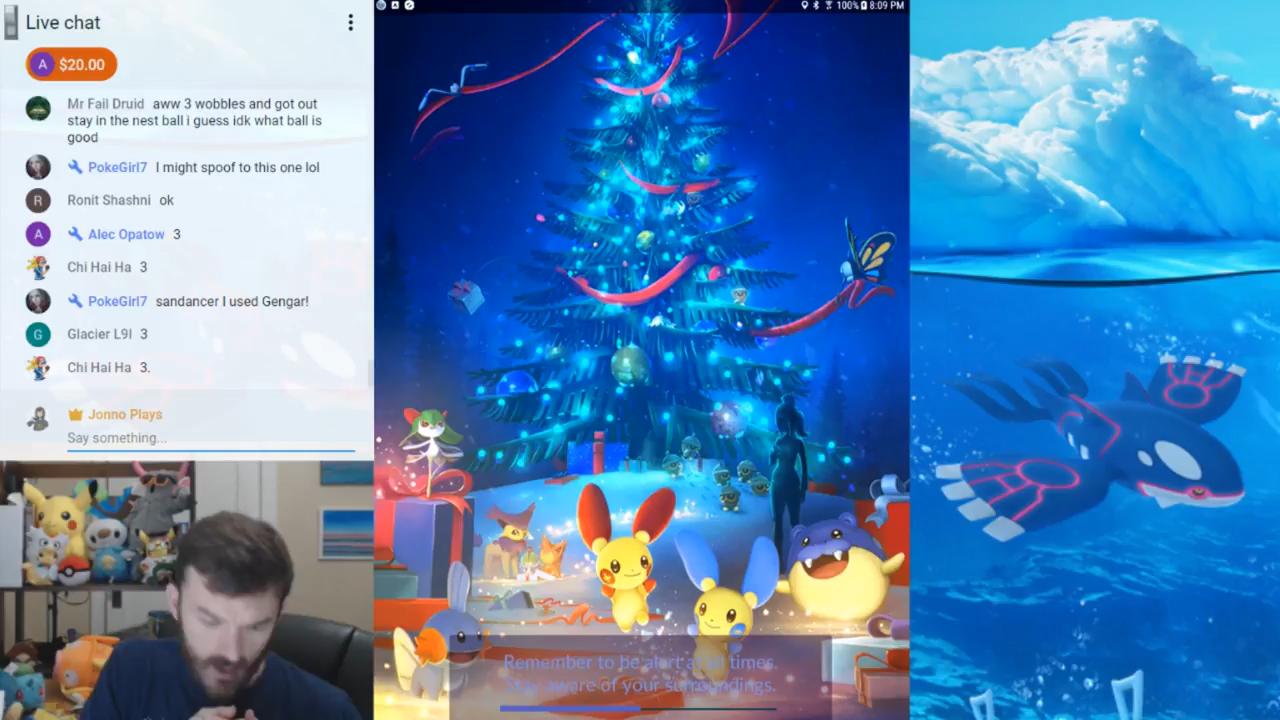 Live chat
A $20.00
100% 8:09 PM
Mr Fail Druid aww 3 wobbles and got out
stay in the nest ball i guess idk what ball is
good
PokeGirl7 I might spoof to this one lol
R Ronit Shashni ok
A Alec Opatow 3
Chi Hai Ha 3
PokeGirl7 sandancer I used Gengar!
G Glacier L9I 3
Chi Hai Ha 3.
Jonno Plays
Say something...
Remember to be alert at all times.
Stay aware of your surroundings.